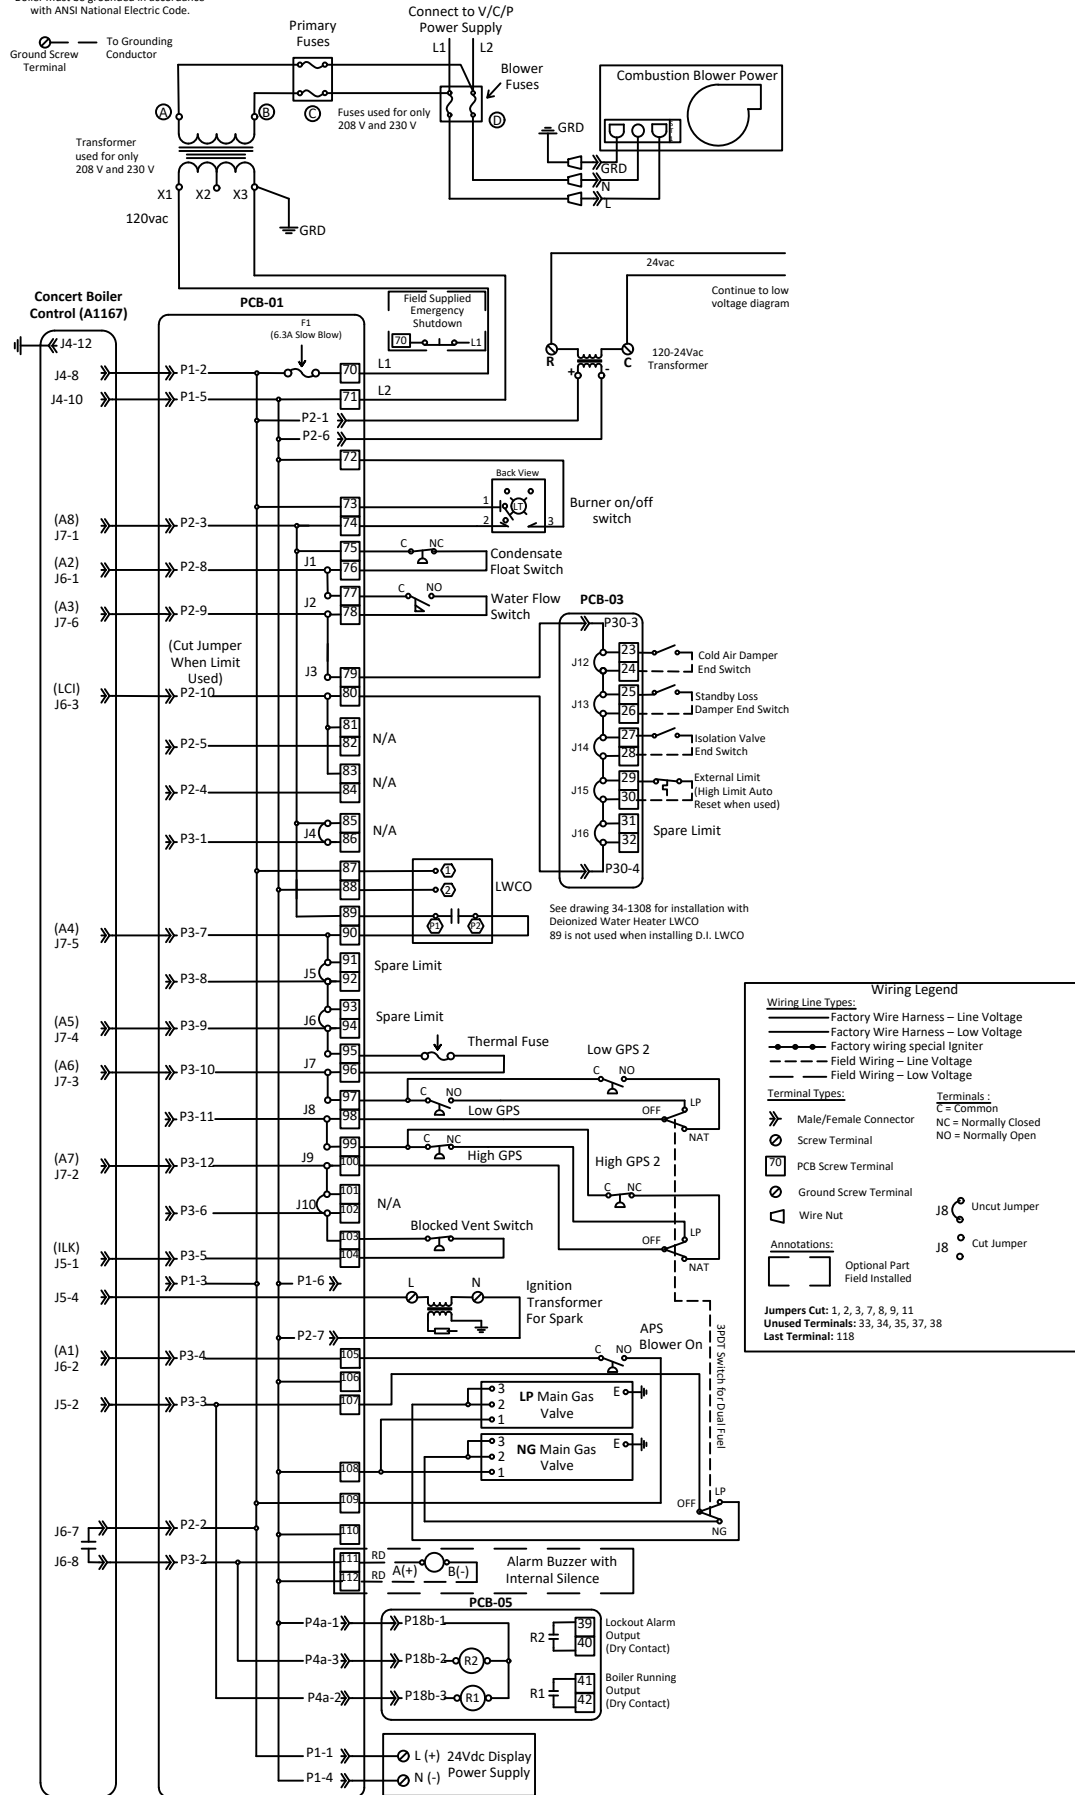 with ANSI National Electric Code.
To Grounding
Conductor
Ground Screw
Terminal
Primary
Fuses
Connect to V/C/P
Power Supply
L1
L2
Blower
Fuses
Combustion Blower Power
A
B
C
D
Fuses used for only
208 V and 230 V
Transformer
used for only
208 V and 230 V
GRD
GRD
N
L
X1
X2
X3
120vac
GRD
24vac
Continue to low
voltage diagram
R
C
+
-
120-24Vac
Transformer
Concert Boiler
Control (A1167)
PCB-01
F1
(6.3A Slow Blow)
Field Supplied
Emergency
Shutdown
70
L1
J4-12
J4-8
P1-2
70
L1
J4-10
P1-5
71
L2
P2-1
P2-6
72
Back View
LT
1
2
3
Burner on/off
switch
73
(A8)
J7-1
P2-3
74
75
C
NC
Condensate
Float Switch
(A2)
J6-1
P2-8
J1
76
77
C
NO
Water Flow
Switch
(A3)
J7-6
P2-9
J2
78
(Cut Jumper
When Limit
Used)
J3
79
(LCI)
J6-3
P2-10
80
81
P2-5
82
N/A
83
P2-4
84
N/A
85
P3-1
J4
86
N/A
87
1
88
2
LWCO
89
P1
P2
(A4)
J7-5
P3-7
90
91
J5
Spare Limit
P3-8
92
93
J6
Spare Limit
(A5)
J7-4
P3-9
94
95
Thermal Fuse
(A6)
J7-3
P3-10
J7
96
97
C
NO
Low GPS
P3-11
J8
98
Low GPS 2
C
NO
OFF
LP
NAT
99
C
NC
High GPS
(A7)
J7-2
P3-12
J9
100
High GPS 2
C
NC
OFF
LP
NAT
101
P3-6
J10
102
N/A
103
Blocked Vent Switch
(ILK)
J5-1
P3-5
104
P1-3
P1-6
J5-4
L
N
Ignition
Transformer
For Spark
P2-7
(A1)
J6-2
P3-4
105
C
NO
APS
Blower On
106
J5-2
P3-3
107
3
2
1
LP Main Gas
Valve
E
3
2
1
NG Main Gas
Valve
E
108
109
OFF
LP
NG
3PDT Switch for Dual Fuel
J6-7
P2-2
110
J6-8
P3-2
111
RD
A(+)
B(-)
112
RD
Alarm Buzzer with
Internal Silence
PCB-05
P4a-1
P18b-1
P4a-3
P18b-2
R2
P4a-2
P18b-3
R1
R2
39
40
Lockout Alarm
Output
(Dry Contact)
R1
41
42
Boiler Running
Output
(Dry Contact)
P1-1
L (+)
24Vdc Display
Power Supply
P1-4
N (-)
PCB-03
P30-3
J12
23
24
Cold Air Damper
End Switch
J13
25
26
Standby Loss
Damper End Switch
J14
27
28
Isolation Valve
End Switch
J15
29
30
External Limit
(High Limit Auto
Reset when used)
J16
31
32
Spare Limit
P30-4
See drawing 34-1308 for installation with
Deionized Water Heater LWCO
89 is not used when installing D.I. LWCO
Wiring Legend
Wiring Line Types:
Factory Wire Harness – Line Voltage
Factory Wire Harness – Low Voltage
Factory wiring special Igniter
Field Wiring – Line Voltage
Field Wiring – Low Voltage
Terminal Types:
Male/Female Connector
Screw Terminal
70
PCB Screw Terminal
Ground Screw Terminal
Wire Nut
Terminals :
C = Common
NC = Normally Closed
NO = Normally Open
J8
Uncut Jumper
J8
Cut Jumper
Annotations:
Optional Part
Field Installed
Jumpers Cut: 1, 2, 3, 7, 8, 9, 11
Unused Terminals: 33, 34, 35, 37, 38
Last Terminal: 118